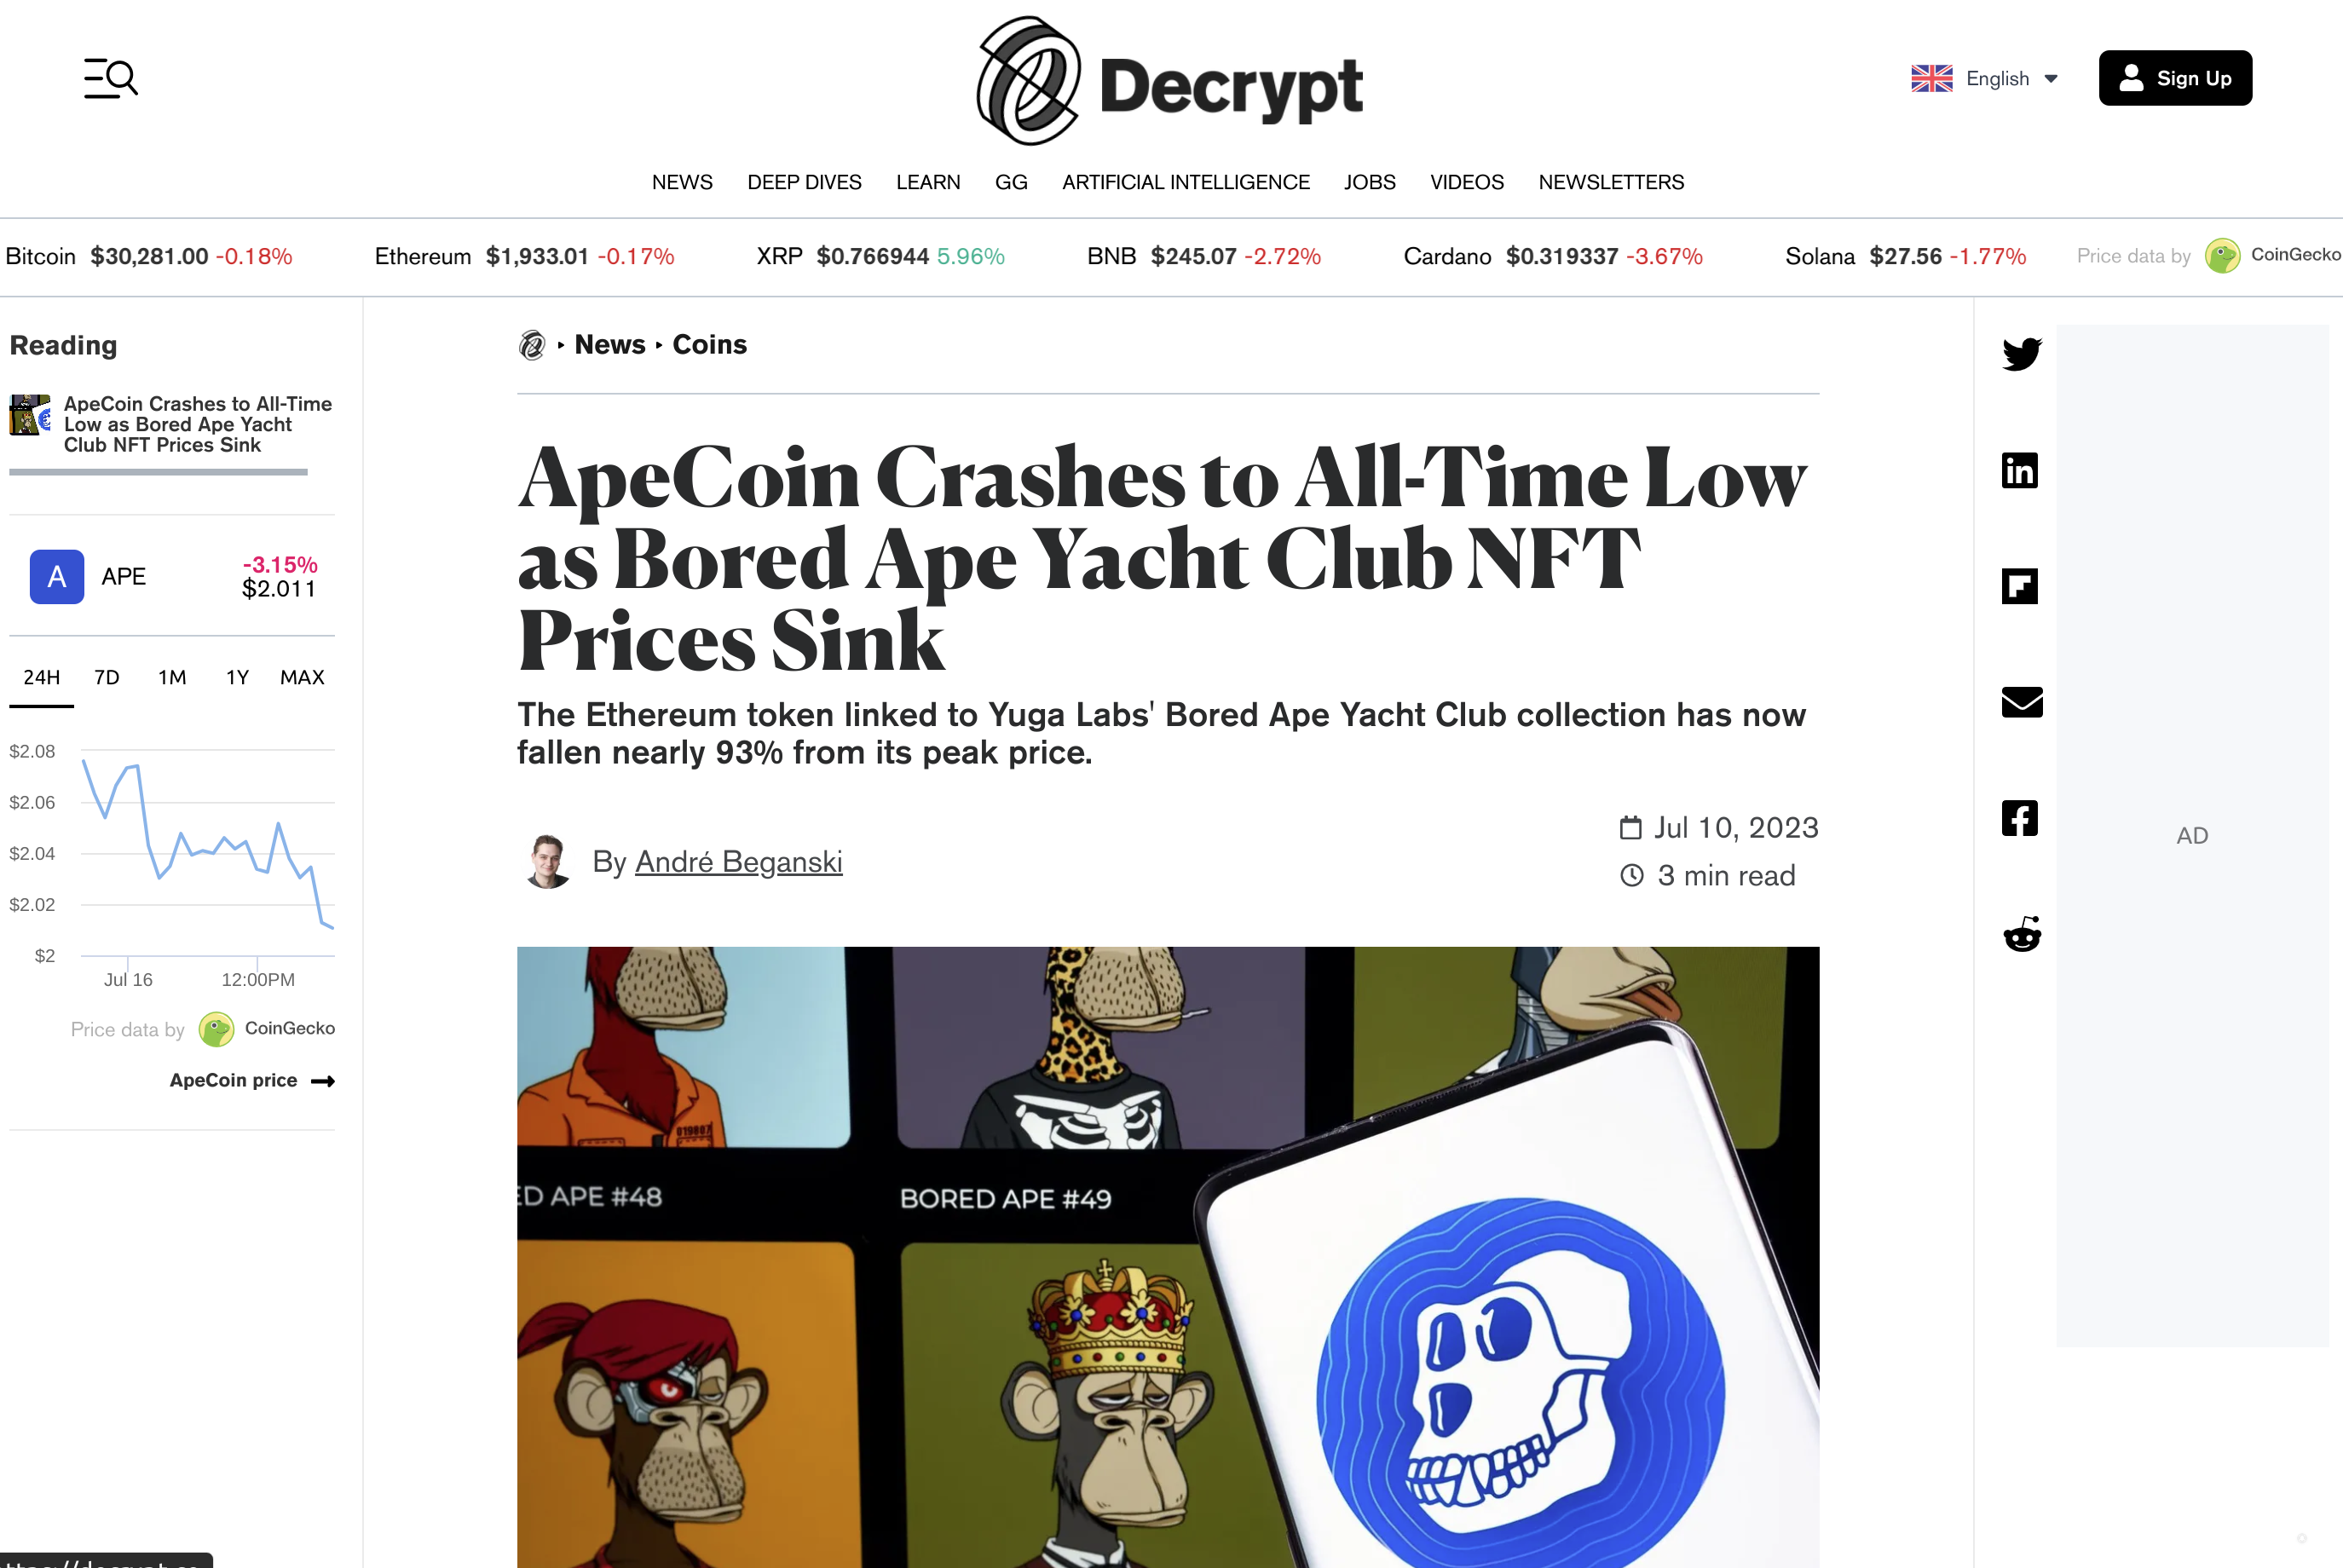 Decrypt
English
Sign Up
NEWS DEEP DIVES LEARN GG ARTIFICIAL INTELLIGENCE JOBS VIDEOS NEWSLETTERS
Bitcoin $30,281.00 -0.18% Ethereum $1,933.01 -0.17% XRP $0.766944 5.96% BNB $245.07 -2.72% Cardano $0.319337 -3.67% Solana $27.56 -1.77% Price data by CoinGecko
Reading
ApeCoin Crashes to All-Time
Low as Bored Ape Yacht
Club NFT Prices Sink
A APE -3.15%
$2.011
24H 7D 1M 1Y MAX
$2.08
$2.06
$2.04
$2.02
$2
Jul 16 12:00PM
Price data by CoinGecko
ApeCoin price
News Coins
ApeCoin Crashes to All-Time Low
as Bored Ape Yacht Club NFT
Prices Sink
The Ethereum token linked to Yuga Labs' Bored Ape Yacht Club collection has now
fallen nearly 93% from its peak price.
By André Beganski
Jul 10, 2023
3 min read
019807
ED APE #48
BORED APE #49
in
AD